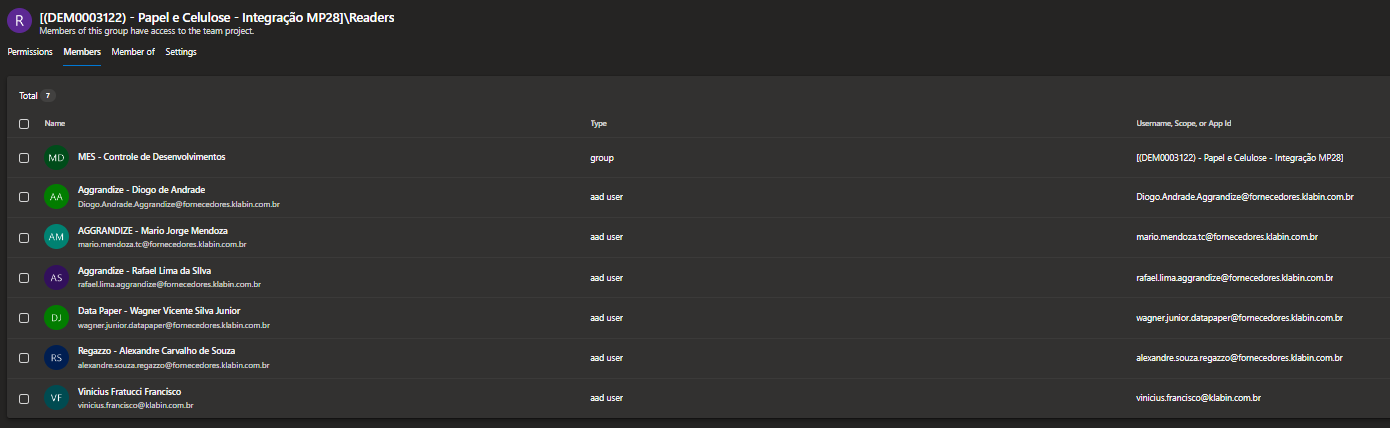 R
[(DEM0003122) - Papel e Celulose - Integração MP28]\Readers
Members of this group have access to the team project.
Permissions Members Member of Settings
Total 7
Name Type Username, Scope, or App Id
MD MES - Controle de Desenvolvimentos group [(DEM0003122) - Papel e Celulose - Integração MP28]
AA Aggrandize - Diogo de Andrade
Diogo.Andrade.Aggrandize@fornecedores.klabin.com.br aad user Diogo.Andrade.Aggrandize@fornecedores.klabin.com.br
AM AGGRANDIZE - Mario Jorge Mendoza
mario.mendoza.tc@fornecedores.klabin.com.br aad user mario.mendoza.tc@fornecedores.klabin.com.br
AS Aggrandize - Rafael Lima da SIlva
rafael.lima.aggrandize@fornecedores.klabin.com.br aad user rafael.lima.aggrandize@fornecedores.klabin.com.br
DJ Data Paper - Wagner Vicente Silva Junior
wagner.junior.datapaper@fornecedores.klabin.com.br aad user wagner.junior.datapaper@fornecedores.klabin.com.br
RS Regazzo - Alexandre Carvalho de Souza
alexandre.souza.regazzo@fornecedores.klabin.com.br aad user alexandre.souza.regazzo@fornecedores.klabin.com.br
VF Vinicius Fratucci Francisco
vinicius.francisco@klabin.com.br aad user vinicius.francisco@klabin.com.br